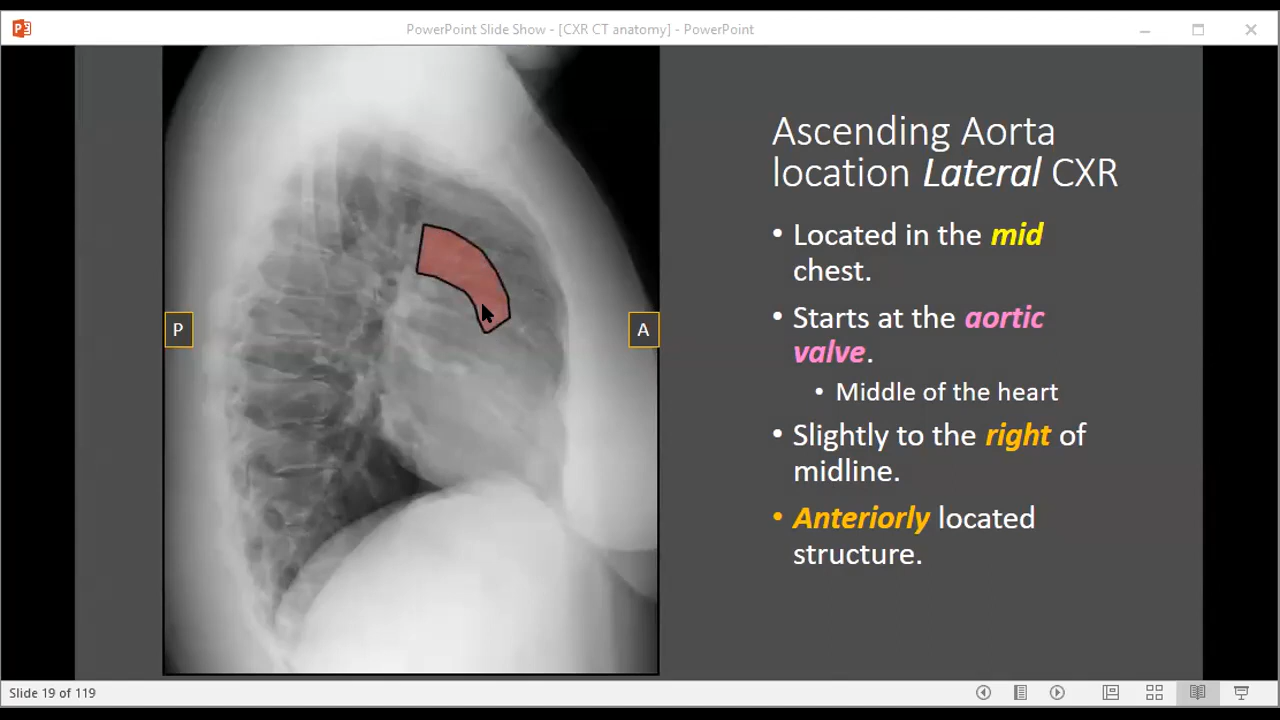 PowerPoint Slide Show - [CXR CT anatomy] - PowerPoint
P
A
Ascending Aorta
location Lateral CXR
• Located in the mid
chest.
• Starts at the aortic
valve.
• Middle of the heart
• Slightly to the right of
midline.
• Anteriorly located
structure.
Slide 19 of 119